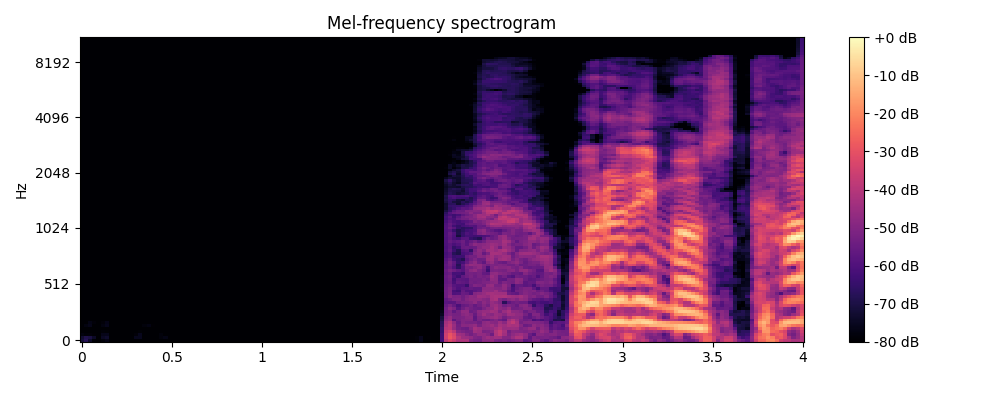 Mel-frequency spectrogram
8192
4096
2048
1024
512
0
Hz
0 0.5 1 1.5 2 2.5 3 3.5 4
Time
+0 dB
-10 dB
-20 dB
-30 dB
-40 dB
-50 dB
-60 dB
-70 dB
-80 dB